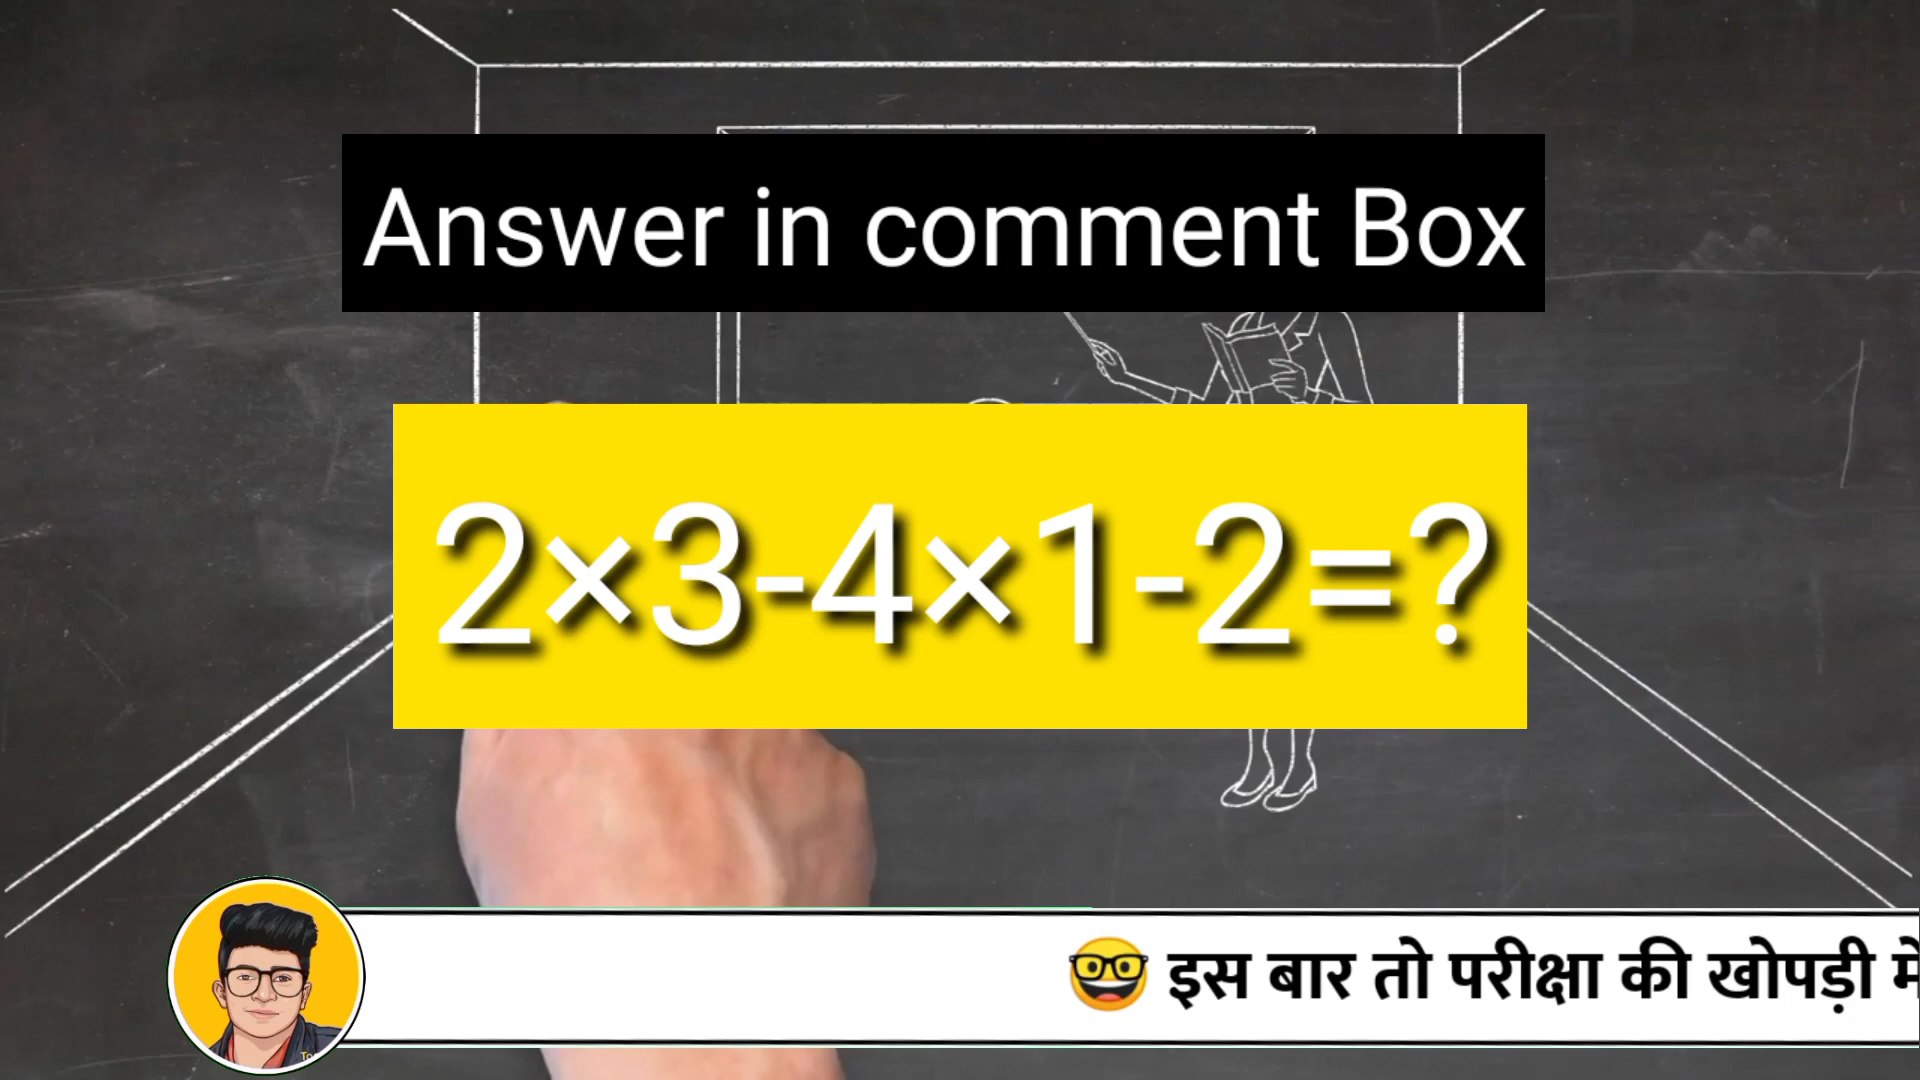 Answer in comment Box
2×3-4×1-2=?
🤓 इस बार तो परीक्षा की खोपड़ी